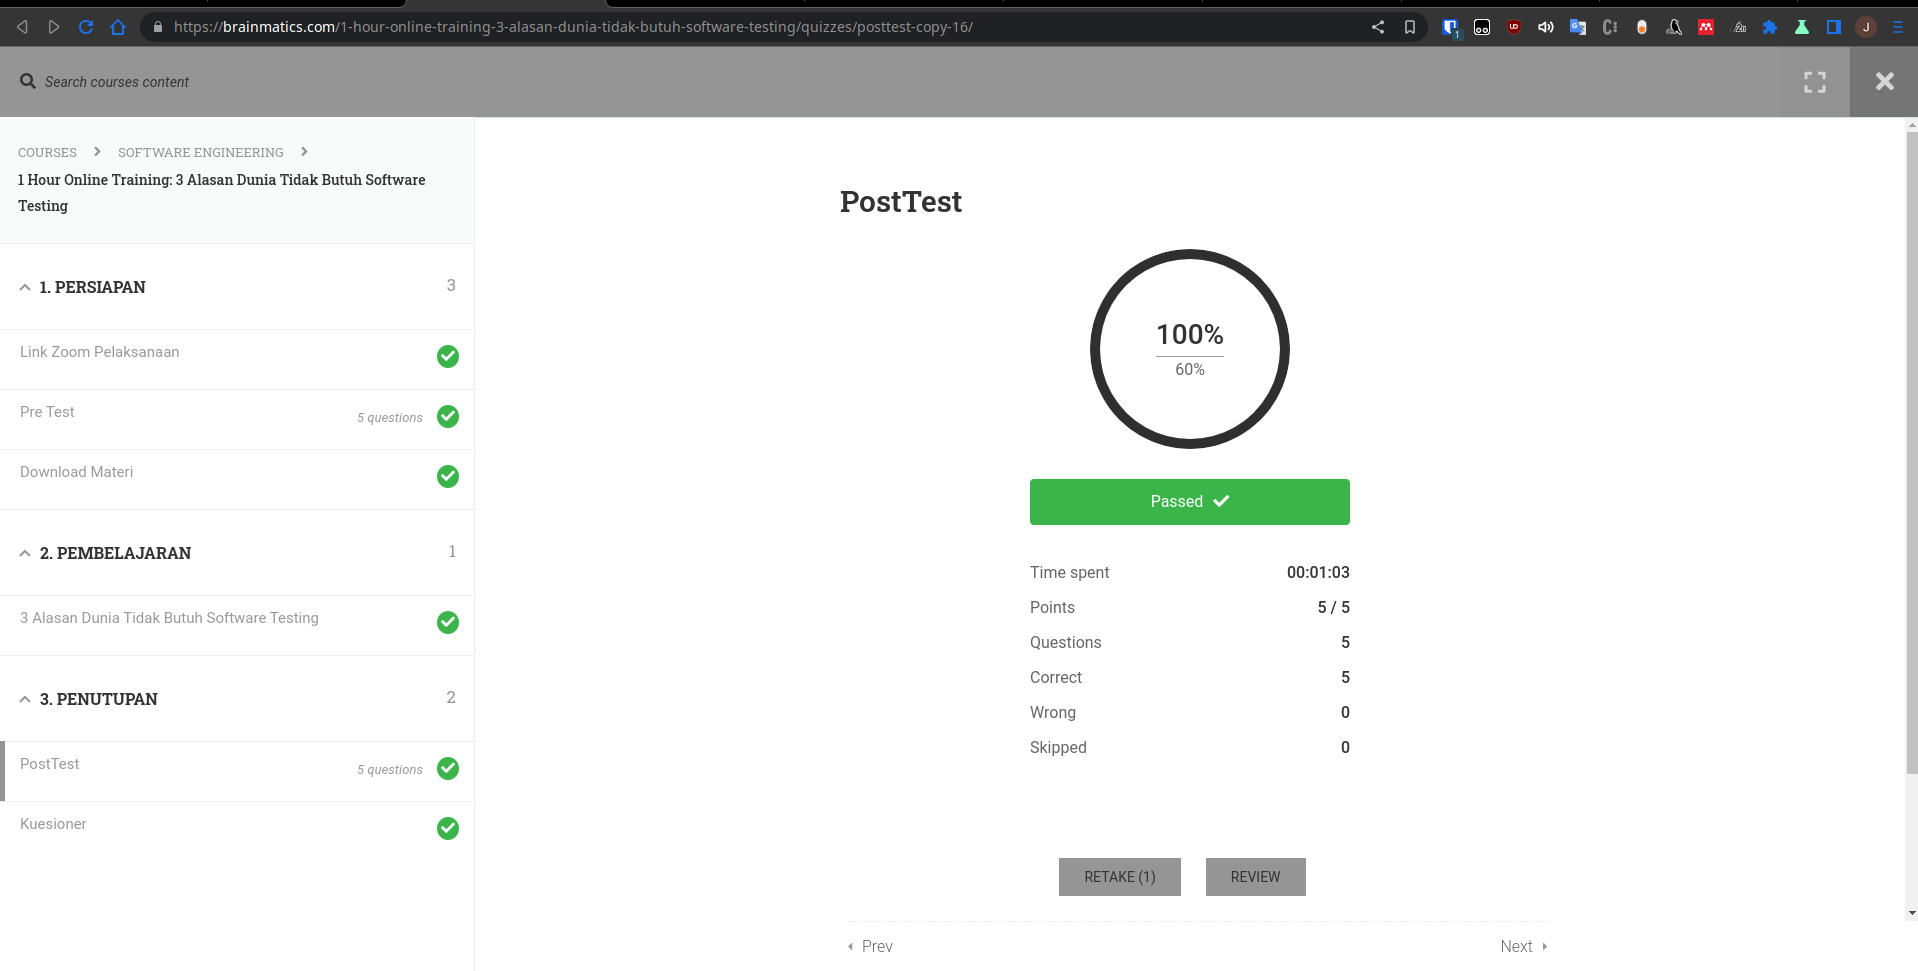 https://brainmatics.com/1-hour-online-training-3-alasan-dunia-tidak-butuh-software-testing/quizzes/posttest-copy-16/
1
J
Search courses content
COURSES
SOFTWARE ENGINEERING
1 Hour Online Training: 3 Alasan Dunia Tidak Butuh Software
Testing
1. PERSIAPAN
3
Link Zoom Pelaksanaan
Pre Test
5 questions
Download Materi
2. PEMBELAJARAN
1
3 Alasan Dunia Tidak Butuh Software Testing
3. PENUTUPAN
2
PostTest
5 questions
Kuesioner
PostTest
100%
60%
Passed
Time spent 00:01:03
Points 5 / 5
Questions 5
Correct 5
Wrong 0
Skipped 0
RETAKE (1)
REVIEW
Prev
Next